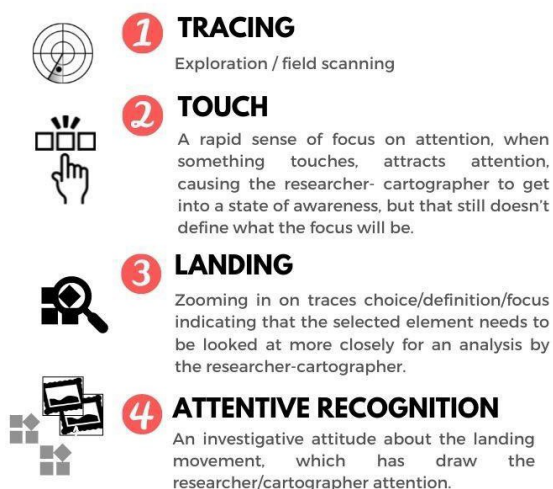 1 TRACING
Exploration / field scanning
2 TOUCH
A rapid sense of focus on attention, when
something touches, attracts attention,
causing the researcher- cartographer to get
into a state of awareness, but that still doesn't
define what the focus will be.
3 LANDING
Zooming in on traces choice/definition/focus
indicating that the selected element needs to
be looked at more closely for an analysis by
the researcher-cartographer.
4 ATTENTIVE RECOGNITION
An investigative attitude about the landing
movement, which has draw the
researcher/cartographer attention.